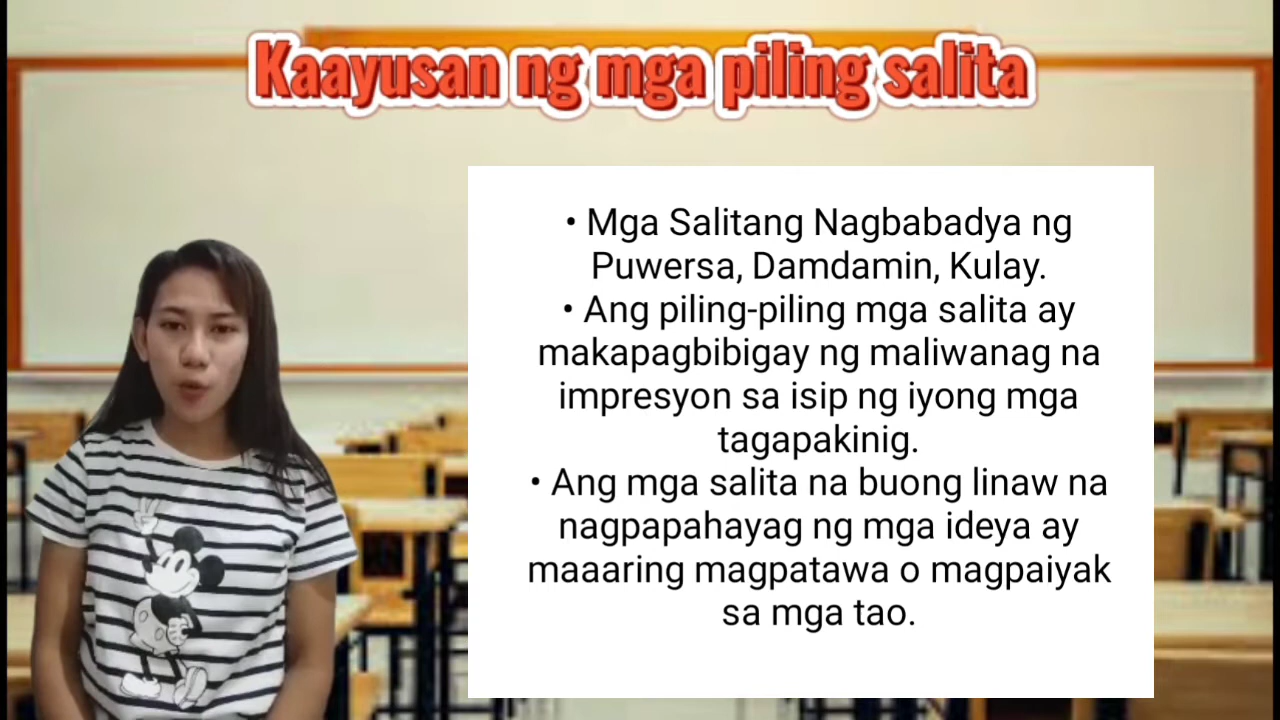 Kaayusan ng mga piling salita
• Mga Salitang Nagbabadya ng
Puwersa, Damdamin, Kulay.
• Ang piling-piling mga salita ay
makapagbibigay ng maliwanag na
impresyon sa isip ng iyong mga
tagapakinig.
• Ang mga salita na buong linaw na
nagpapahayag ng mga ideya ay
maaaring magpatawa o magpaiyak
sa mga tao.